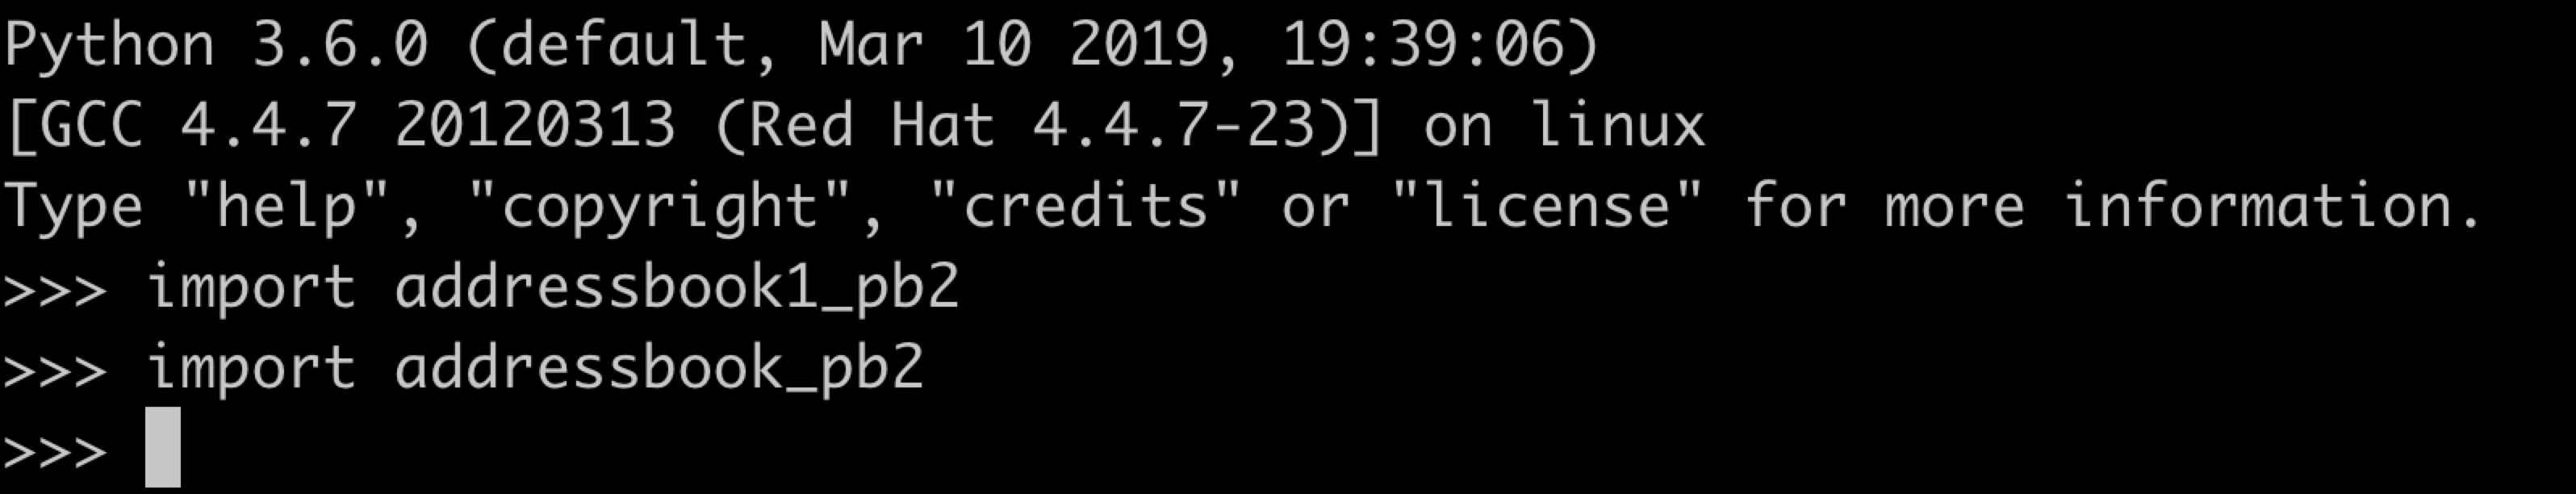 Python 3.6.0 (default, Mar 10 2019, 19:39:06)
[GCC 4.4.7 20120313 (Red Hat 4.4.7-23)] on linux
Type "help", "copyright", "credits" or "license" for more information.
>>> import addressbook1_pb2
>>> import addressbook_pb2
>>>